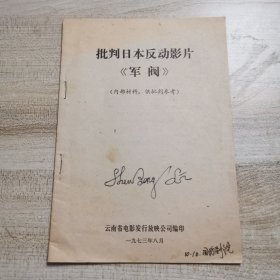 批判日本反动影片
《军阀》
（内部材料，供批判参考）
云南省电影发行放映公司编印
一九七三年八月